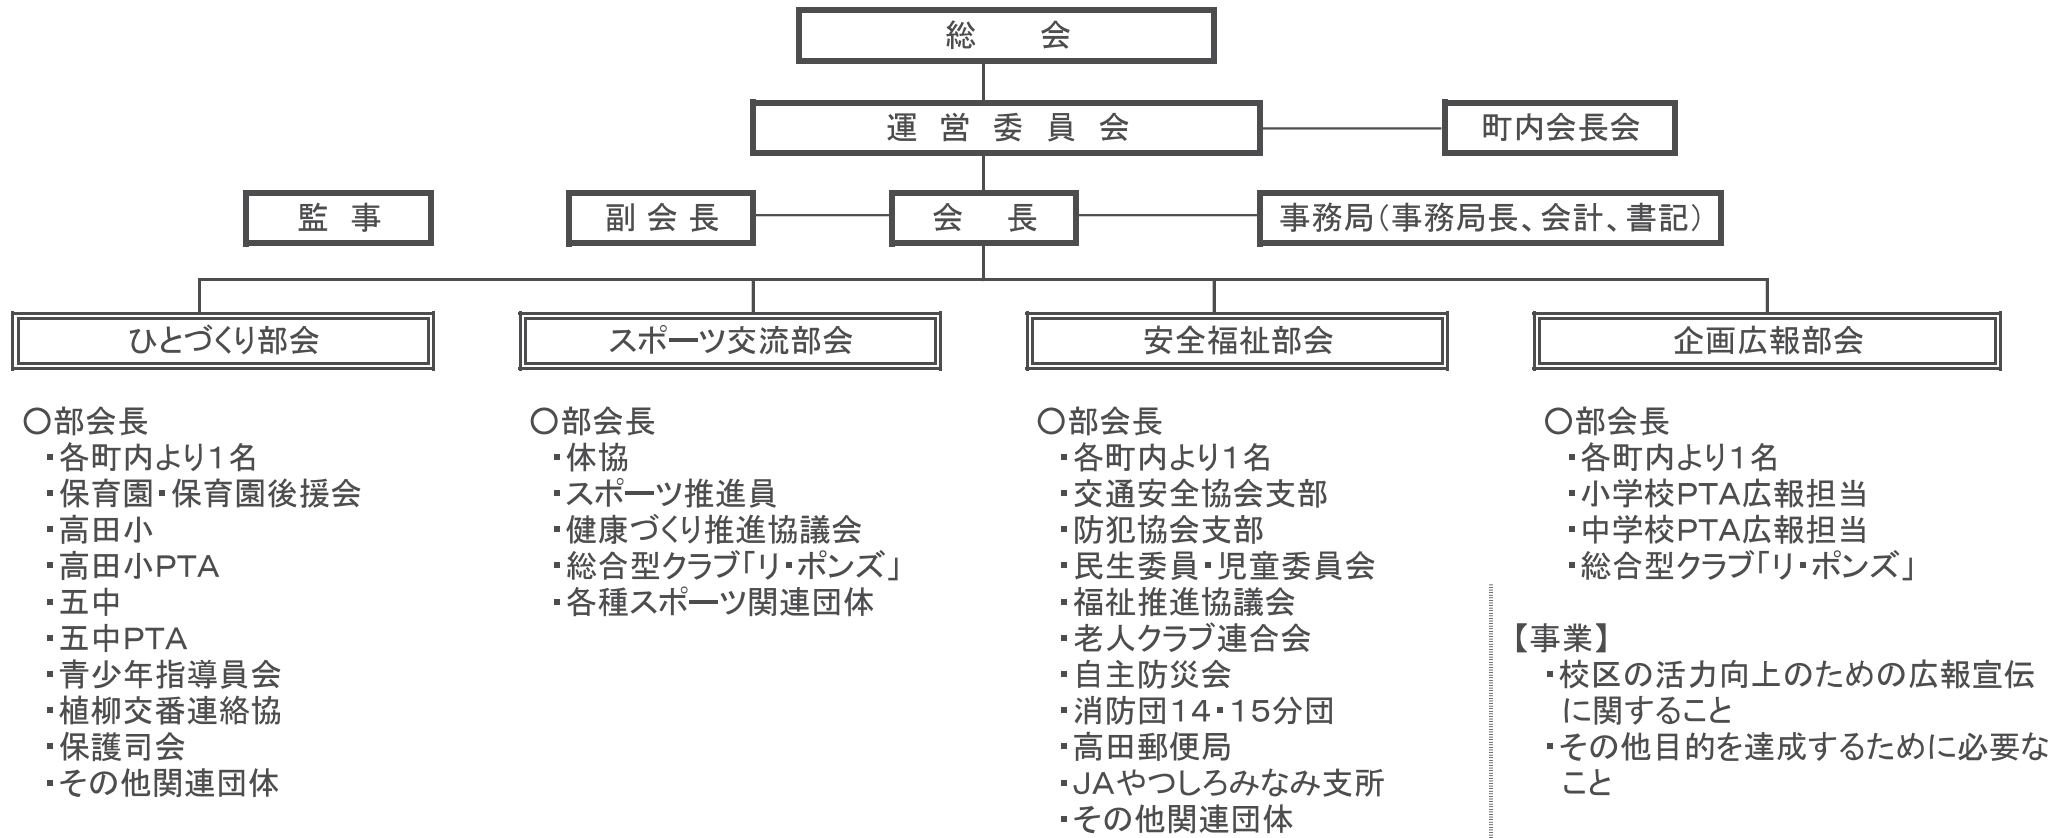 総　　会
運　営　委　員　会
町内会長会
監　事
副 会 長
会　　長
事務局（事務局長、会計、書記）
ひとづくり部会
○部会長
・各町内より１名
・保育園・保育園後援会
・高田小
・高田小ＰＴＡ
・五中
・五中ＰＴＡ
・青少年指導員会
・植柳交番連絡協
・保護司会
・その他関連団体
スポーツ交流部会
○部会長
・体協
・スポーツ推進員
・健康づくり推進協議会
・総合型クラブ「リ・ボンズ」
・各種スポーツ関連団体
安全福祉部会
○部会長
・各町内より１名
・交通安全協会支部
・防犯協会支部
・民生委員・児童委員会
・福祉推進協議会
・老人クラブ連合会
・自主防災会
・消防団１４・１５分団
・高田郵便局
・ＪＡやつしろみなみ支所
・その他関連団体
企画広報部会
○部会長
・各町内より１名
・小学校ＰＴＡ広報担当
・中学校ＰＴＡ広報担当
・総合型クラブ「リ・ボンズ」
【事業】
・校区の活力向上のための広報宣伝
に関すること
・その他目的を達成するために必要な
こと